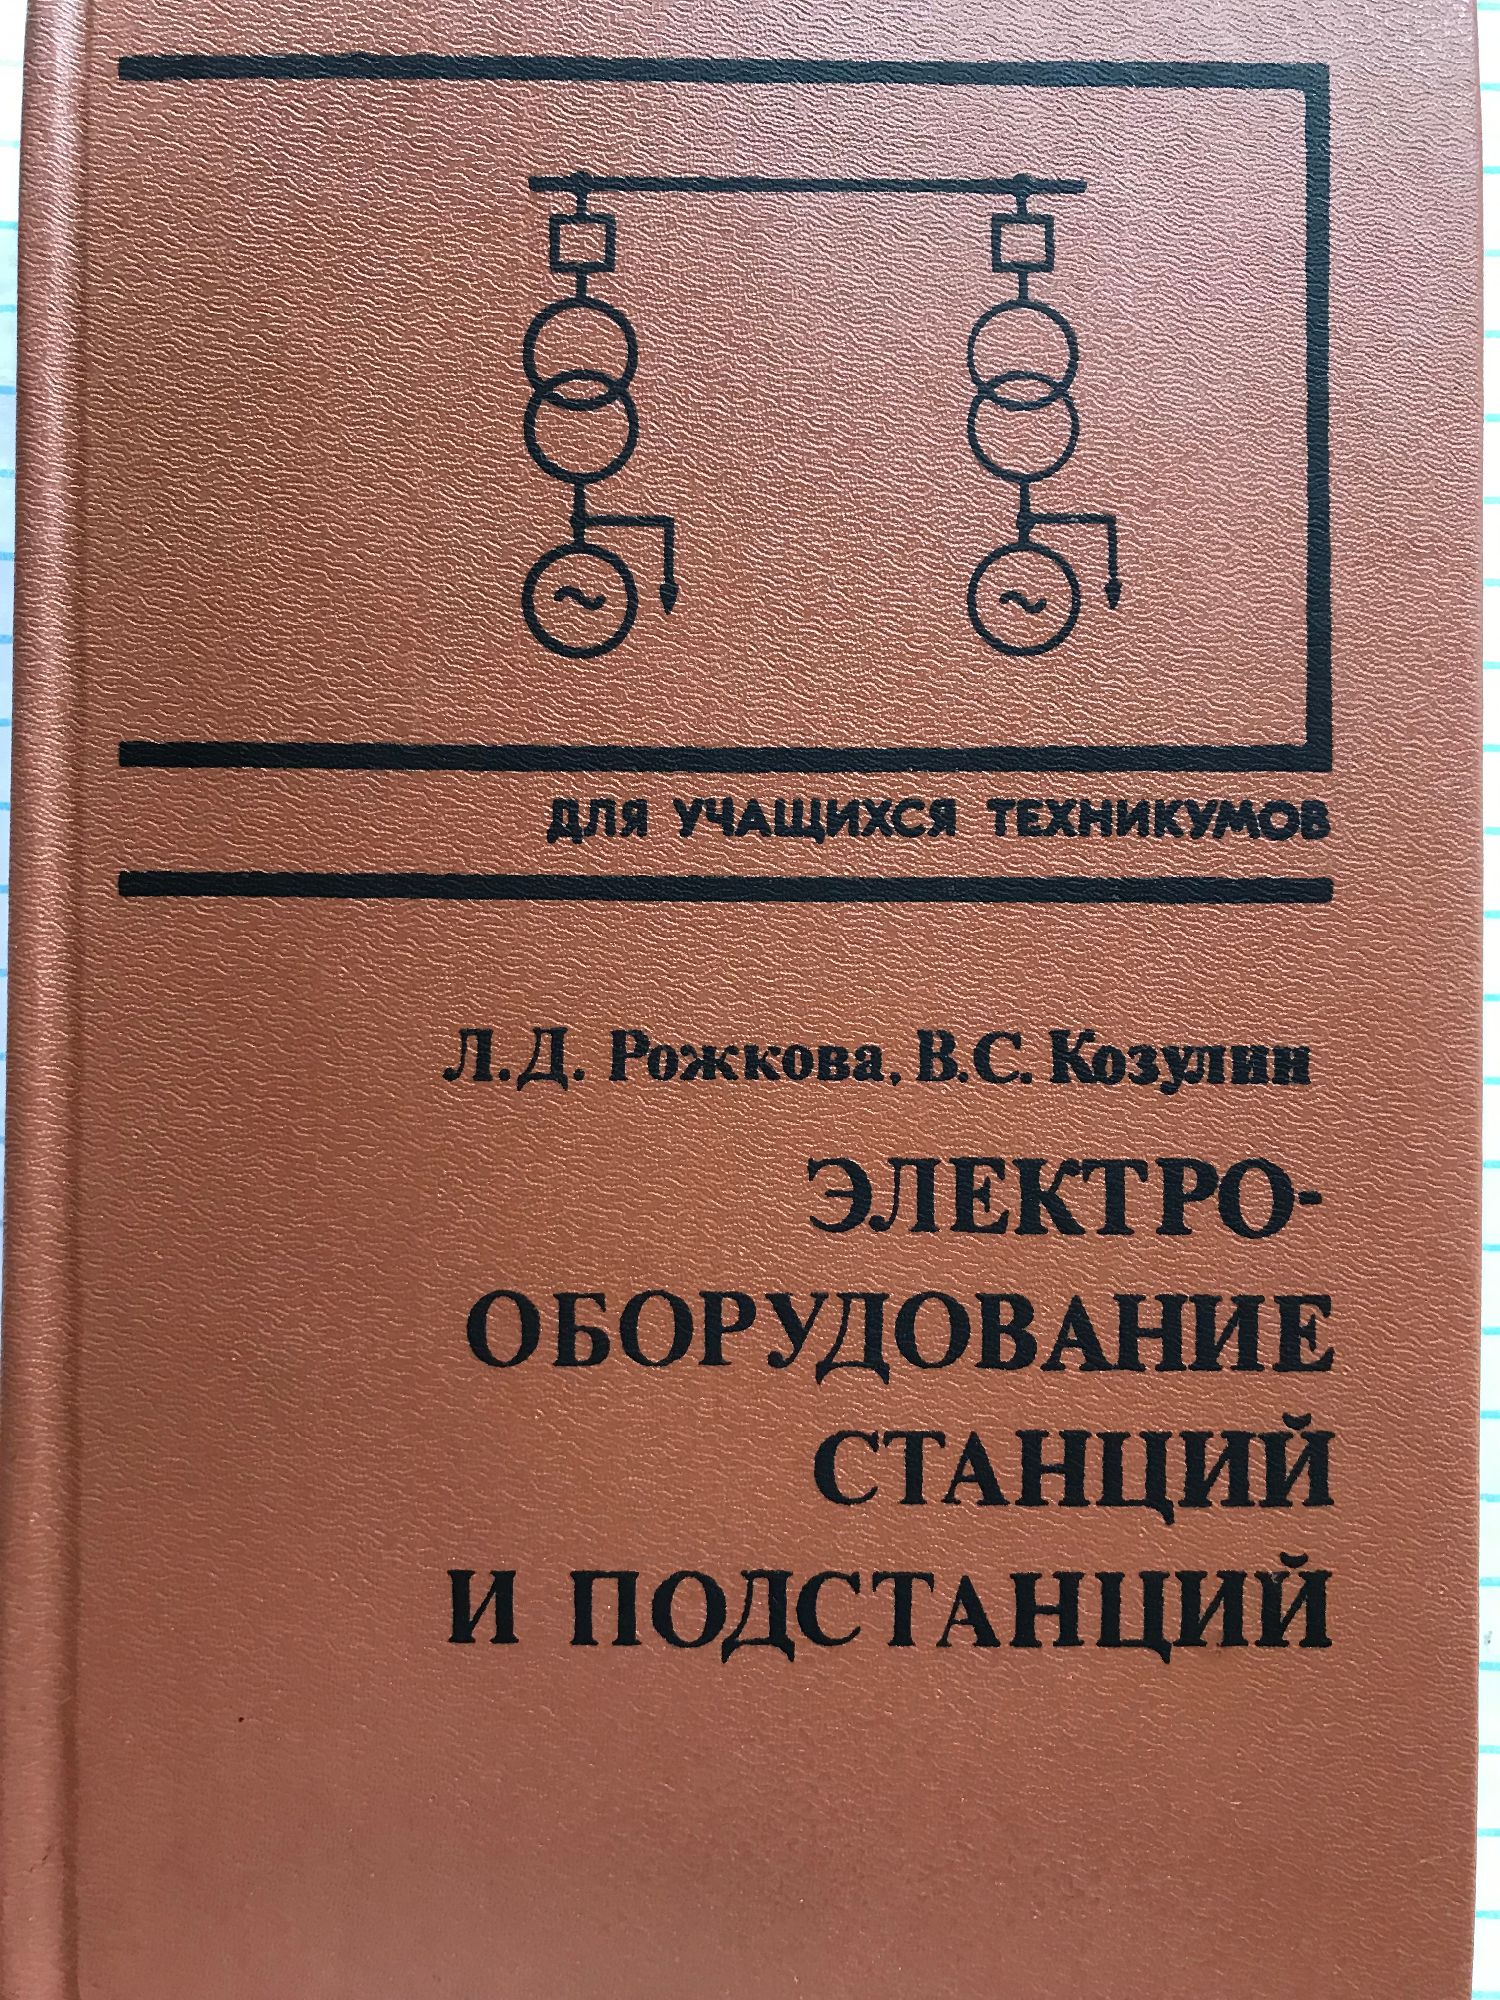 ДЛЯ УЧАЩИХСЯ ТЕХНИКУМОВ
Л.Д. Рожкова, В.С. Козулин
ЭЛЕКТРО-
ОБОРУДОВАНИЕ
СТАНЦИЙ
И ПОДСТАНЦИЙ